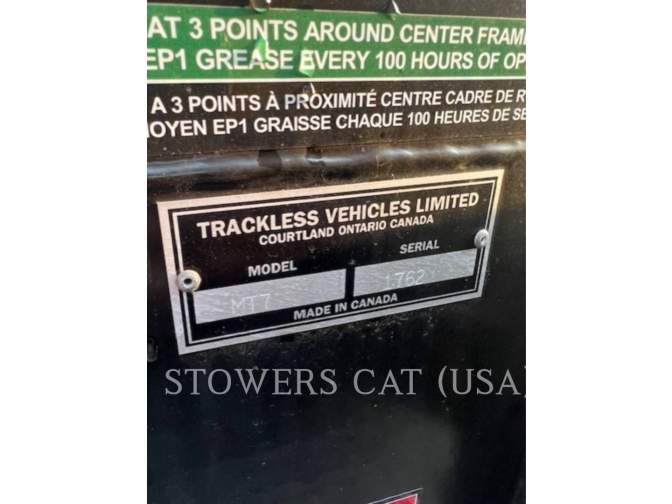 AT 3 POINTS AROUND CENTER FRAM
EP1 GREASE EVERY 100 HOURS OF OP
A 3 POINTS À PROXIMITÉ CENTRE CADRE DE R
OYEN EP1 GRAISSE CHAQUE 100 HEURES DE SE
TRACKLESS VEHICLES LIMITED
COURTLAND ONTARIO CANADA
MODEL SERIAL
MT7 1762
MADE IN CANADA
STOWERS CAT (USA)